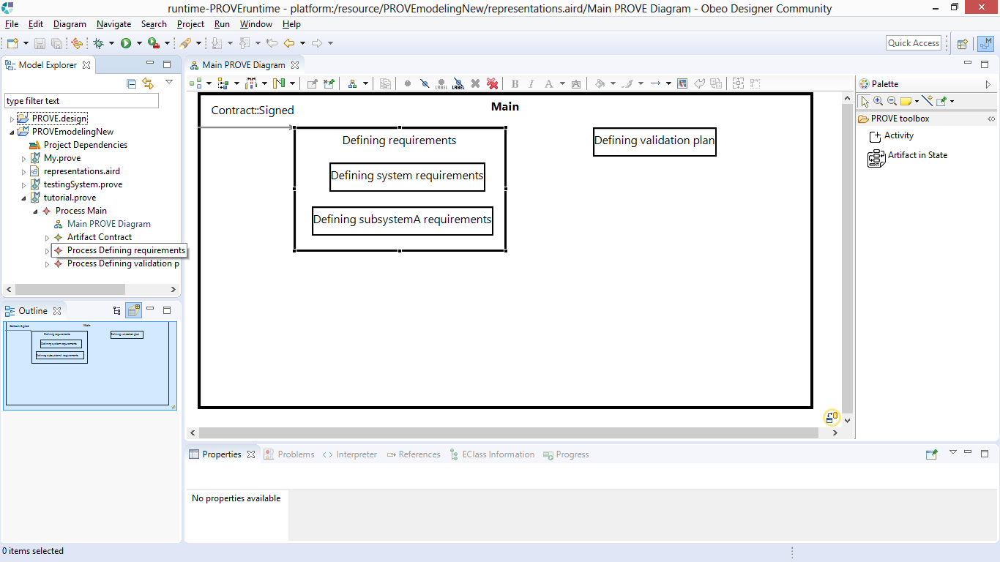 runtime-PROVEruntime - platform:/resource/PROVEmodelingNew/representations.aird/Main PROVE Diagram - Obeo Designer Community
File Edit Diagram Navigate Search Project Run Window Help
Quick Access
Model Explorer
type filter text
PROVE.design
PROVEmodelingNew
Project Dependencies
My.prove
representations.aird
testingSystem.prove
tutorial.prove
Process Main
Main PROVE Diagram
Artifact Contract
Process Defining requirements
Process Defining validation p
Outline
Contract::Signed
Main
Defining requirements
Defining validation plan
Defining system requirements
Defining subsystemA requirements
0 items selected
Main PROVE Diagram
LABEL LABEL B I A A
Contract::Signed
Main
Defining requirements
Defining validation plan
Defining system requirements
Defining subsystemA requirements
Palette
PROVE toolbox
Activity
Artifact in State
Properties Problems Interpreter References EClass Information Progress
No properties available